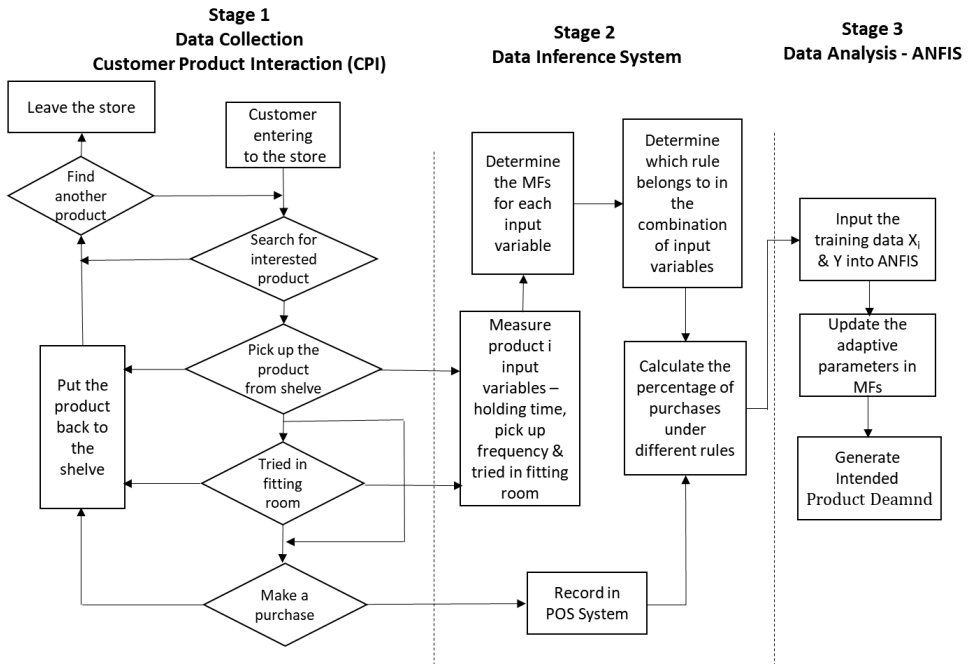 Stage 1
Data Collection
Customer Product Interaction (CPI)
Stage 2
Data Inference System
Stage 3
Data Analysis - ANFIS
Leave the store
Customer
entering
to the store
Find
another
product
Search for
interested
product
Pick up the
product
from shelve
Put the
product
back to
the
shelve
Tried in
fitting
room
Make a
purchase
Determine
the MFs
for each
input
variable
Determine
which rule
belongs to in
the
combination
of input
variables
Measure
product i
input
variables –
holding time,
pick up
frequency &
tried in fitting
room
Calculate the
percentage of
purchases
under
different rules
Record in
POS System
Input the
training data Xi
& Y into ANFIS
Update the
adaptive
parameters in
MFs
Generate
Intended
Product Deamnd